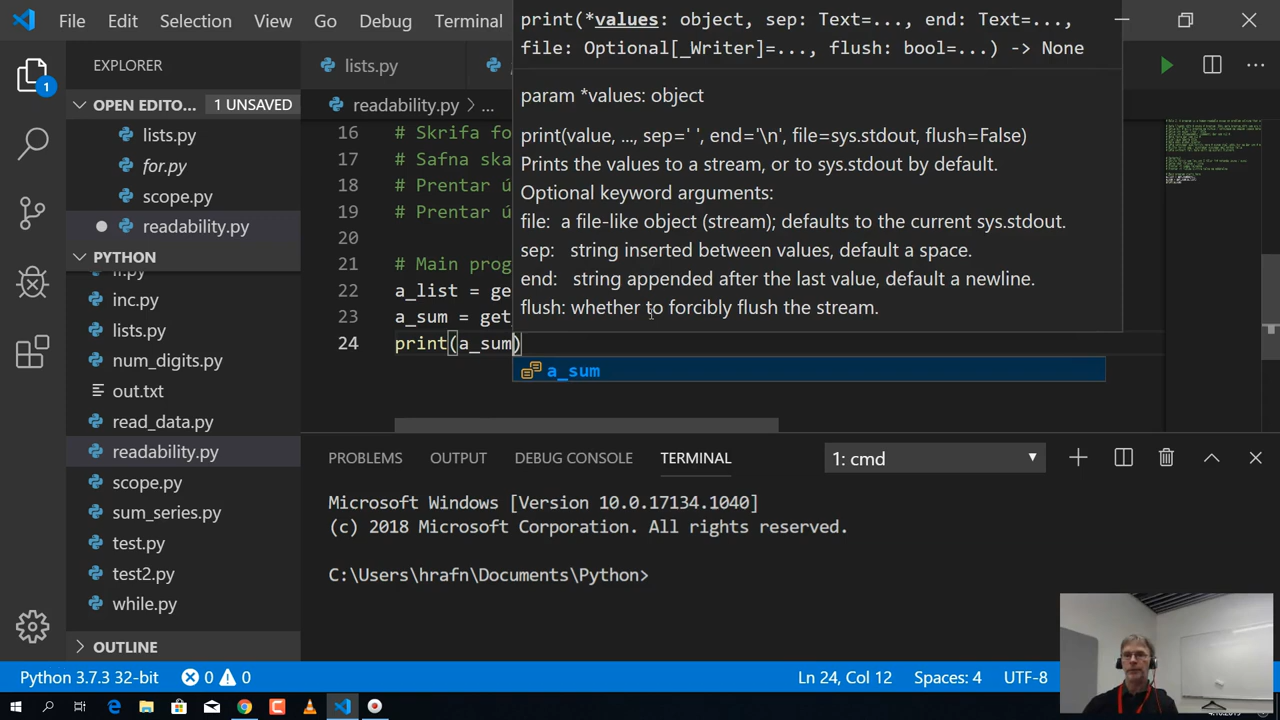 File Edit Selection View Go Debug Terminal
print(*values: object, sep: Text=..., end: Text=...,
file: Optional[_Writer]=..., flush: bool=...) -> None
param *values: object
print(value, ..., sep=' ', end='\n', file=sys.stdout, flush=False)
Prints the values to a stream, or to sys.stdout by default.
Optional keyword arguments:
file: a file-like object (stream); defaults to the current sys.stdout.
sep: string inserted between values, default a space.
end: string appended after the last value, default a newline.
flush: whether to forcibly flush the stream.
a_sum
1
EXPLORER
OPEN EDITO... 1 UNSAVED
lists.py
for.py
scope.py
readability.py
PYTHON
inc.py
lists.py
num_digits.py
out.txt
read_data.py
readability.py
scope.py
sum_series.py
test.py
test2.py
while.py
OUTLINE
lists.py
readability.py > ...
16 # Skrifa fo
17 # Safna ska
18 # Prentar ú
19 # Prentar ú
20
21 # Main prog
22 a_list = ge
23 a_sum = get
24 print(a_sum)
PROBLEMS OUTPUT DEBUG CONSOLE TERMINAL 1: cmd
Microsoft Windows [Version 10.0.17134.1040]
(c) 2018 Microsoft Corporation. All rights reserved.
C:\Users\hrafn\Documents\Python>
Python 3.7.3 32-bit 0 0 Ln 24, Col 12 Spaces: 4 UTF-8